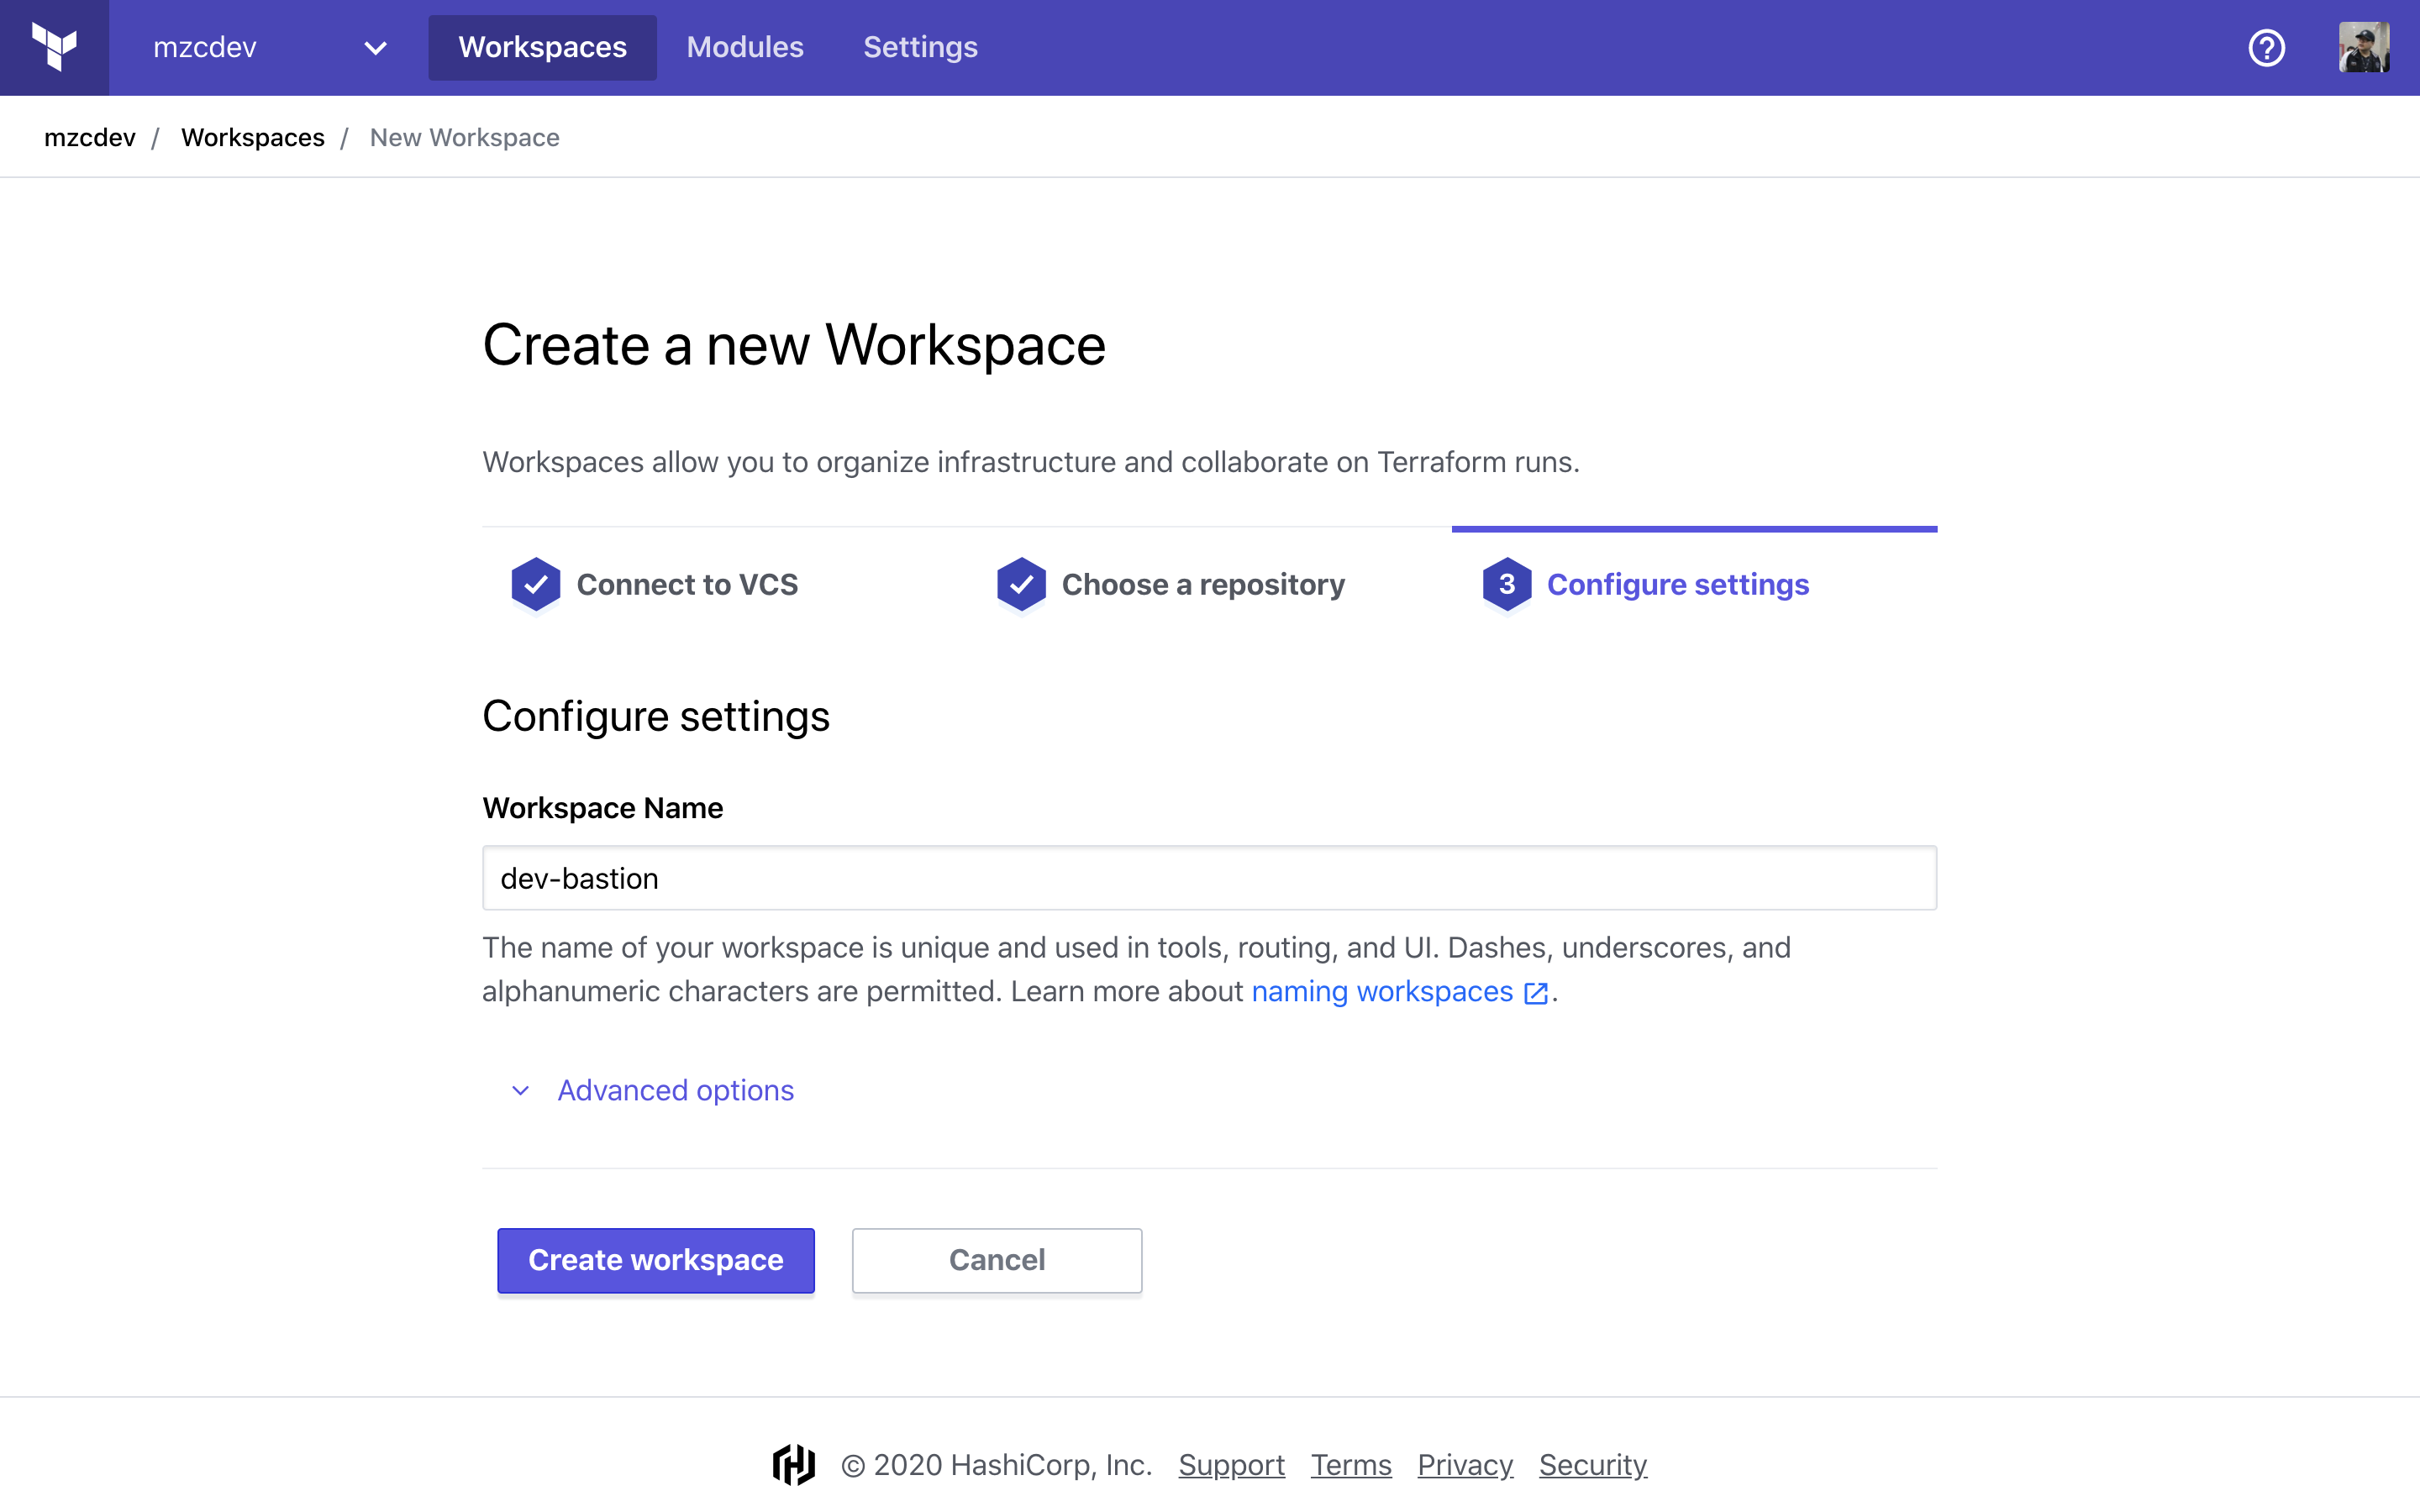 mzcdev Workspaces Modules Settings
mzcdev / Workspaces / New Workspace
Create a new Workspace
Workspaces allow you to organize infrastructure and collaborate on Terraform runs.
Connect to VCS Choose a repository 3 Configure settings
Configure settings
Workspace Name
dev-bastion
The name of your workspace is unique and used in tools, routing, and UI. Dashes, underscores, and
alphanumeric characters are permitted. Learn more about naming workspaces.
Advanced options
Create workspace Cancel
© 2020 HashiCorp, Inc. Support Terms Privacy Security